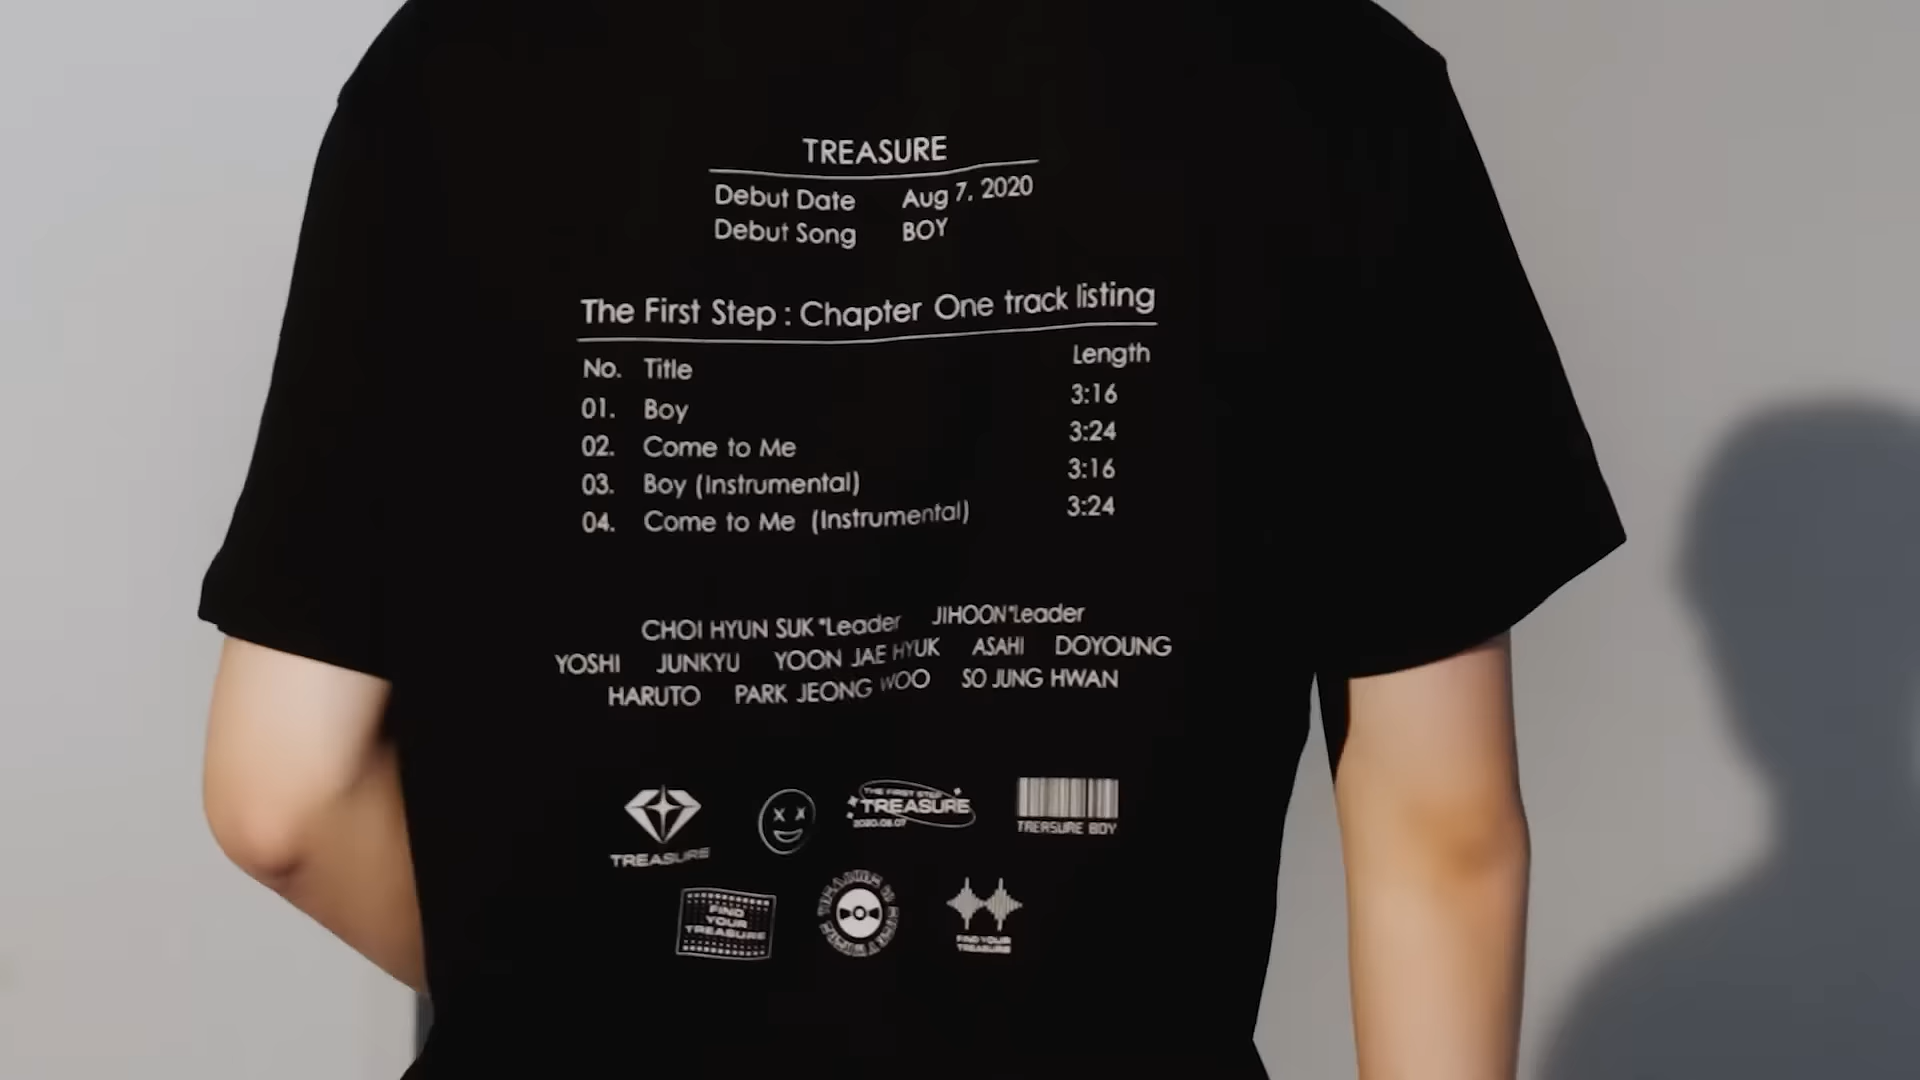 TREASURE
Debut Date Aug 7, 2020
Debut Song BOY
The First Step : Chapter One track listing
No. Title Length
01. Boy 3:16
02. Come to Me 3:24
03. Boy (Instrumental) 3:16
04. Come to Me (Instrumental) 3:24
CHOI HYUN SUK *Leader JIHOON *Leader
YOSHI JUNKYU YOON JAE HYUK ASAHI DOYOUNG
HARUTO PARK JEONG WOO SO JUNG HWAN
TREASURE
THE FIRST STEP
TREASURE
2020.08.07
TREASURE BOY
FIND
YOUR
TREASURE
FIND YOUR
TREASURE